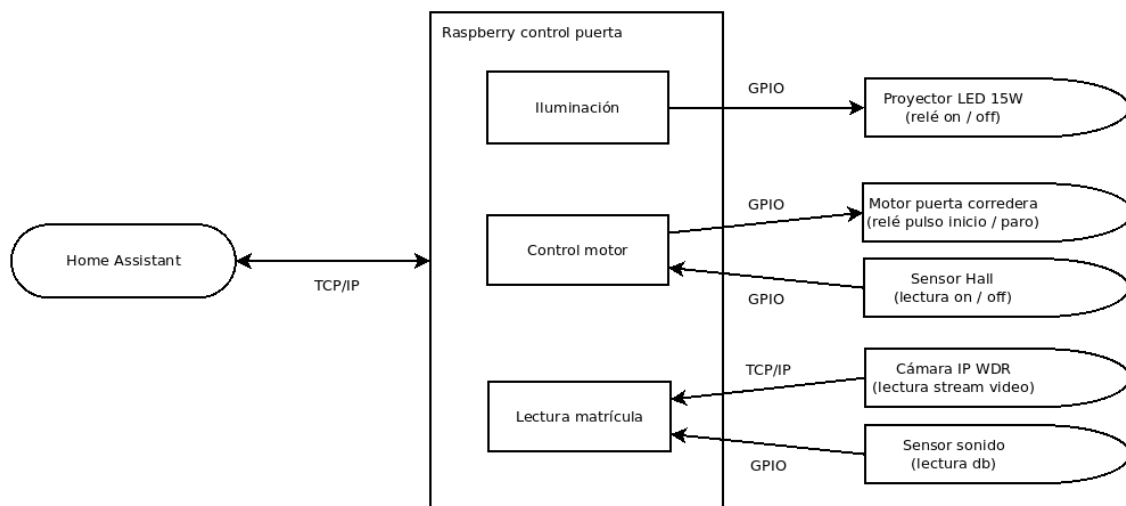 Raspberry control puerta
Iluminación
GPIO
Proyector LED 15W
(relé on / off)
Home Assistant
TCP/IP
Control motor
GPIO
Motor puerta corredera
(relé pulso inicio / paro)
GPIO
Sensor Hall
(lectura on / off)
Lectura matrícula
TCP/IP
Cámara IP WDR
(lectura stream video)
GPIO
Sensor sonido
(lectura db)